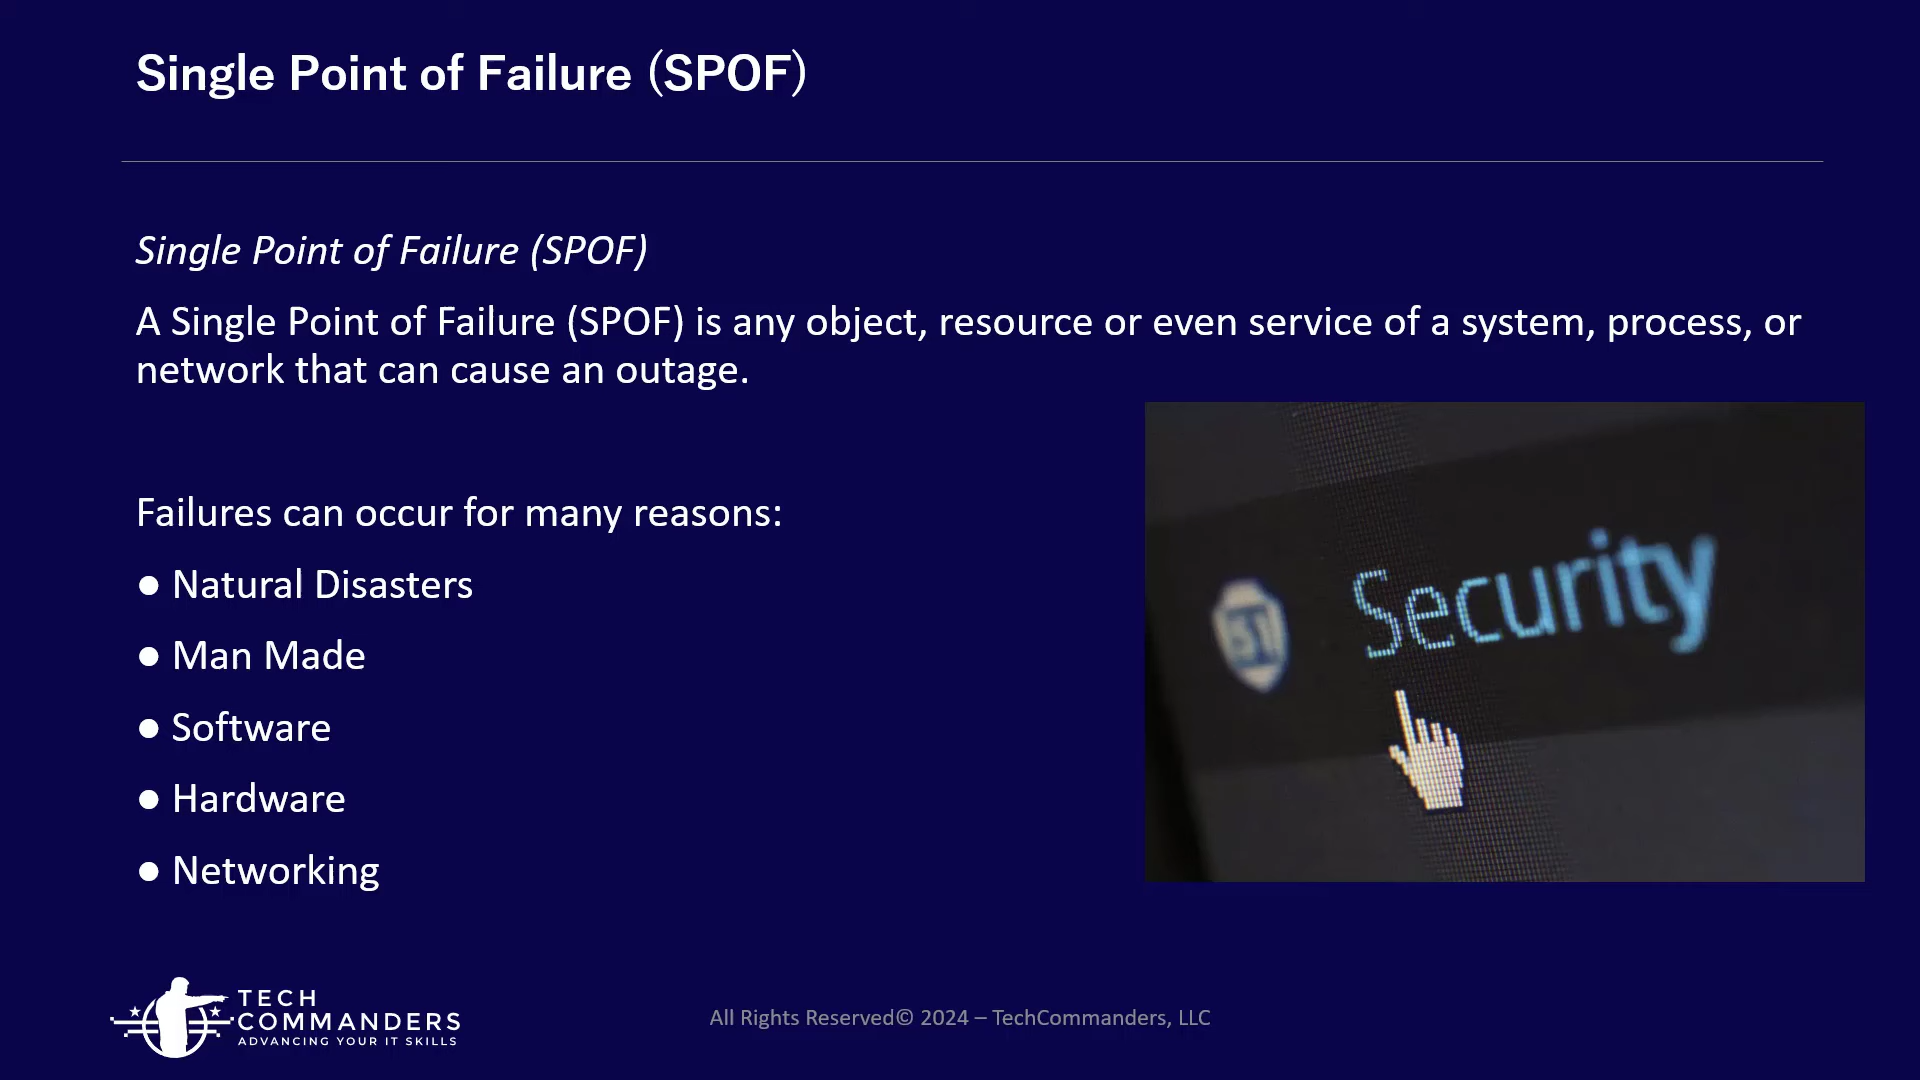 Single Point of Failure (SPOF)
Single Point of Failure (SPOF)
A Single Point of Failure (SPOF) is any object, resource or even service of a system, process, or
network that can cause an outage.
Failures can occur for many reasons:
● Natural Disasters
● Man Made
● Software
● Hardware
● Networking
Security
TECH
COMMANDERS
ADVANCING YOUR IT SKILLS
All Rights Reserved© 2024 – TechCommanders, LLC